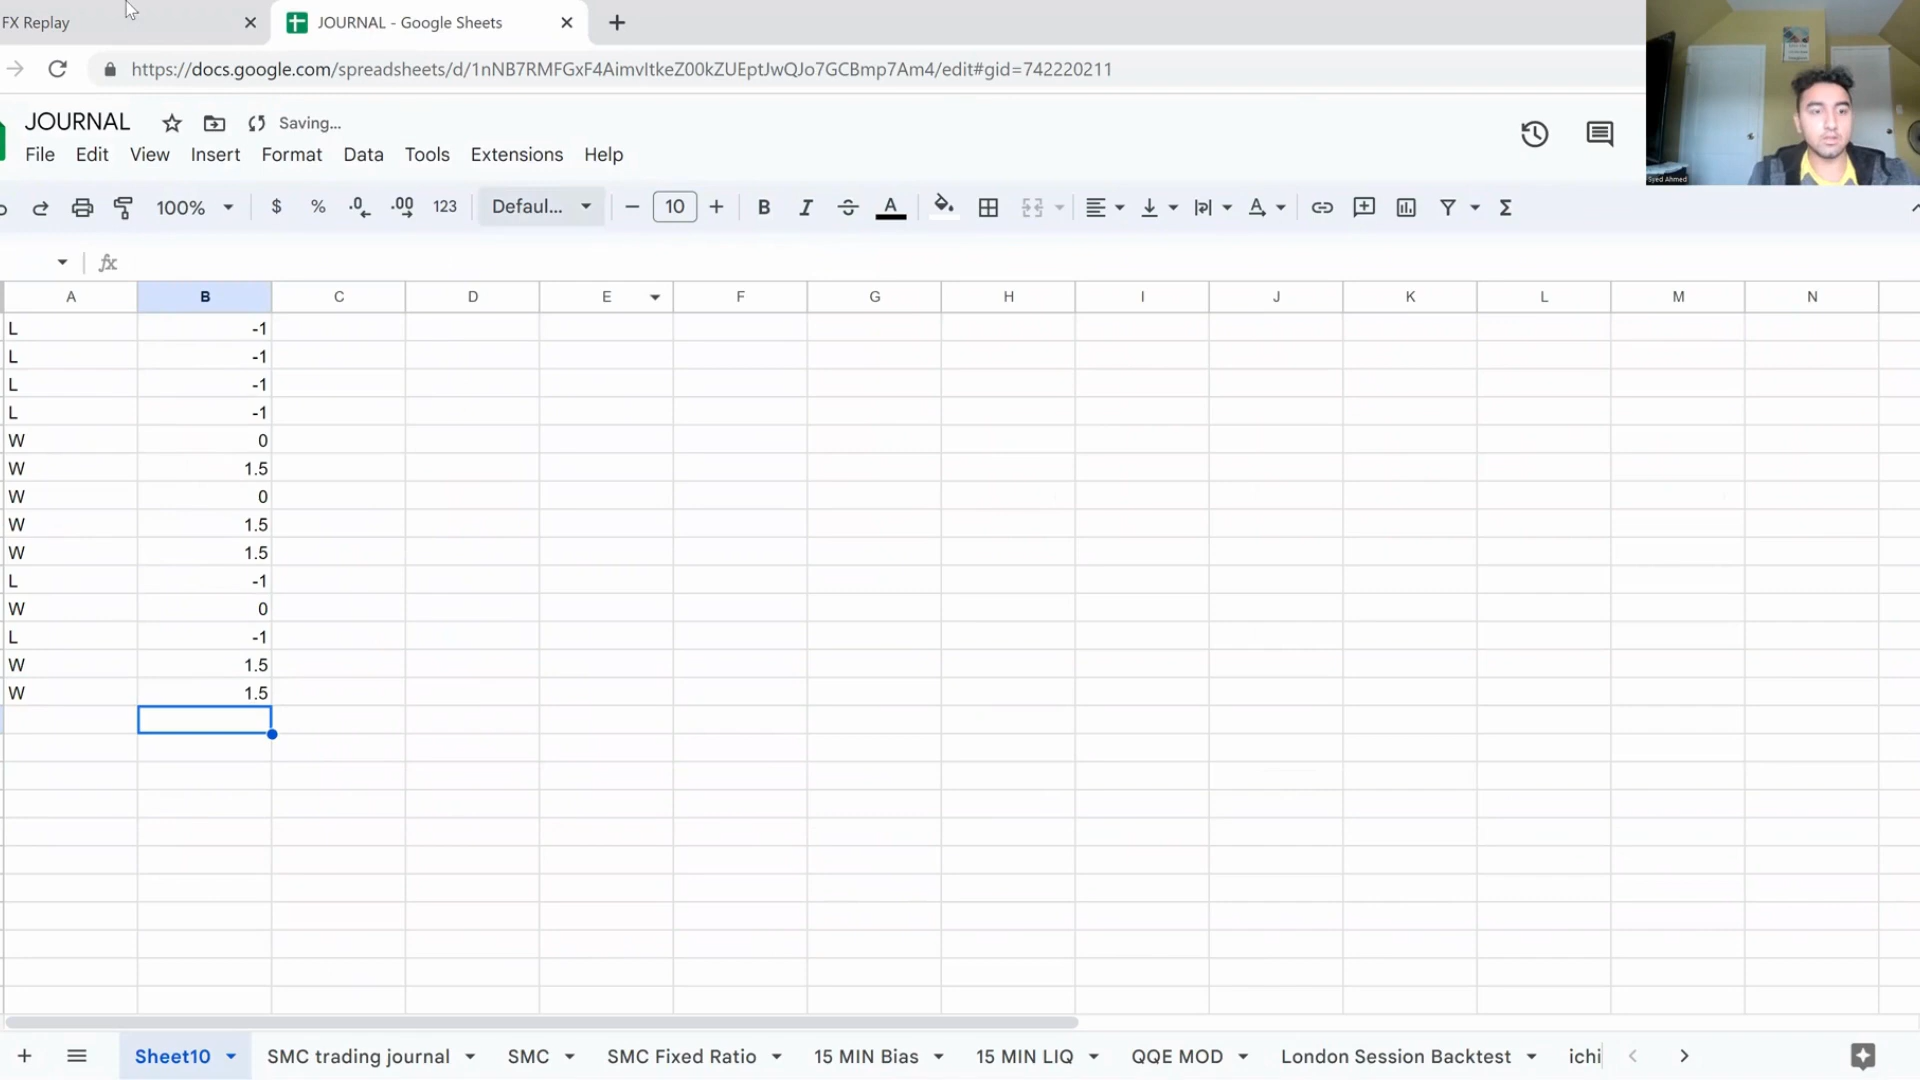 FX Replay
JOURNAL - Google Sheets
https://docs.google.com/spreadsheets/d/1nNB7RMFGxF4AimvItkeZ00kZUEptJwQJo7GCBmp7Am4/edit#gid=742220211
JOURNAL Saving...
File Edit View Insert Format Data Tools Extensions Help
100% $ % .0 .00 123 Defaul... 10 B I S A
fx
A B C D E F G H I J K L M N
L -1
L -1
L -1
L -1
W 0
W 1.5
W 0
W 1.5
W 1.5
L -1
W 0
L -1
W 1.5
W 1.5
Sheet10 SMC trading journal SMC SMC Fixed Ratio 15 MIN Bias 15 MIN LIQ QQE MOD London Session Backtest ichi
Syed Ahmed